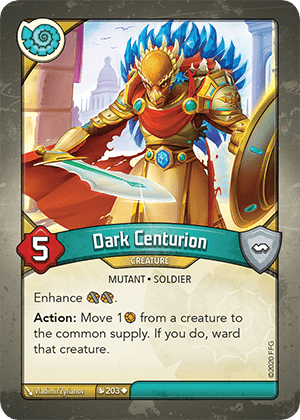 Dark Centurion
5
CREATURE
MUTANT • SOLDIER
Enhance
Action: Move 1 from a creature to
the common supply. If you do, ward
that creature.
Vladimir Zyrianov
203
©2020 FFG